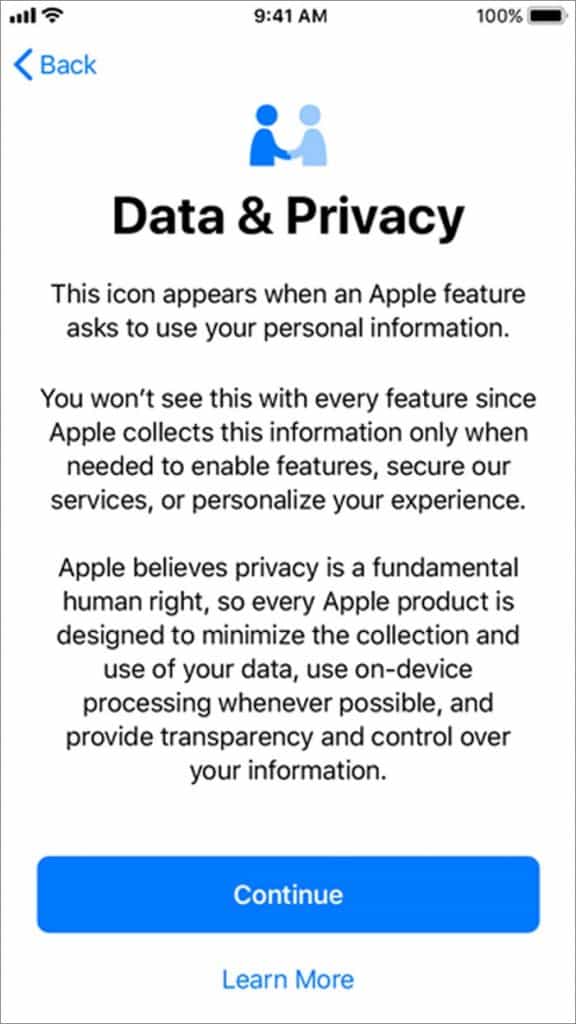 9:41 AM
100%
Back
Data & Privacy
This icon appears when an Apple feature
asks to use your personal information.
You won’t see this with every feature since
Apple collects this information only when
needed to enable features, secure our
services, or personalize your experience.
Apple believes privacy is a fundamental
human right, so every Apple product is
designed to minimize the collection and
use of your data, use on-device
processing whenever possible, and
provide transparency and control over
your information.
Continue
Learn More